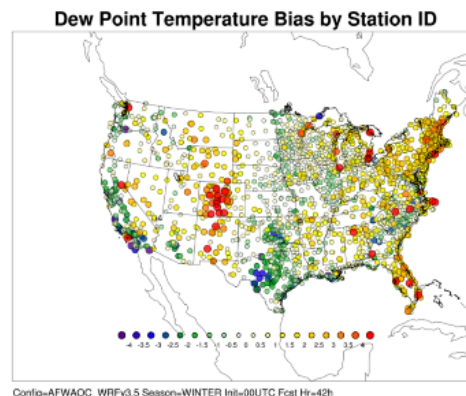 Dew Point Temperature Bias by Station ID
-4 -3.5 -3 -2.5 -2 -1.5 -1 -0.5 0 0.5 1 1.5 2 2.5 3 3.5 4
Config=AFWAOC_WRFv3.5 Season=WINTER Init=00UTC Fcst Hr=42h